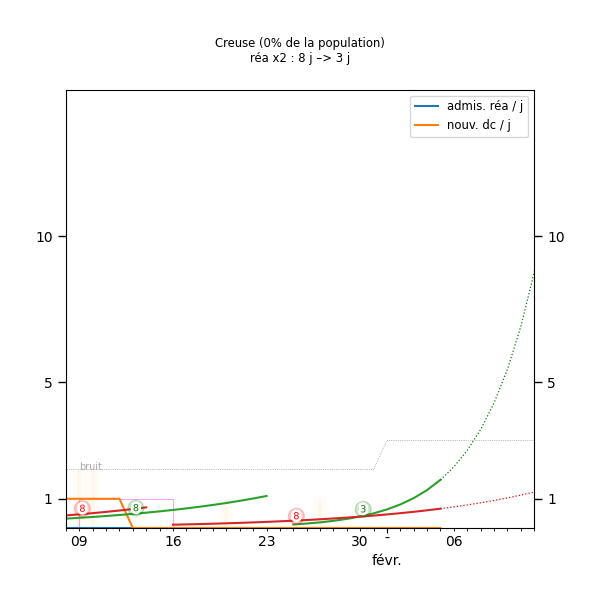 Creuse (0% de la population)
réa x2 : 8 j –> 3 j
admis. réa / j
nouv. dc / j
10 10
5 5
bruit
1 1
8 8 8 3
09 16 23 30 - 06
févr.